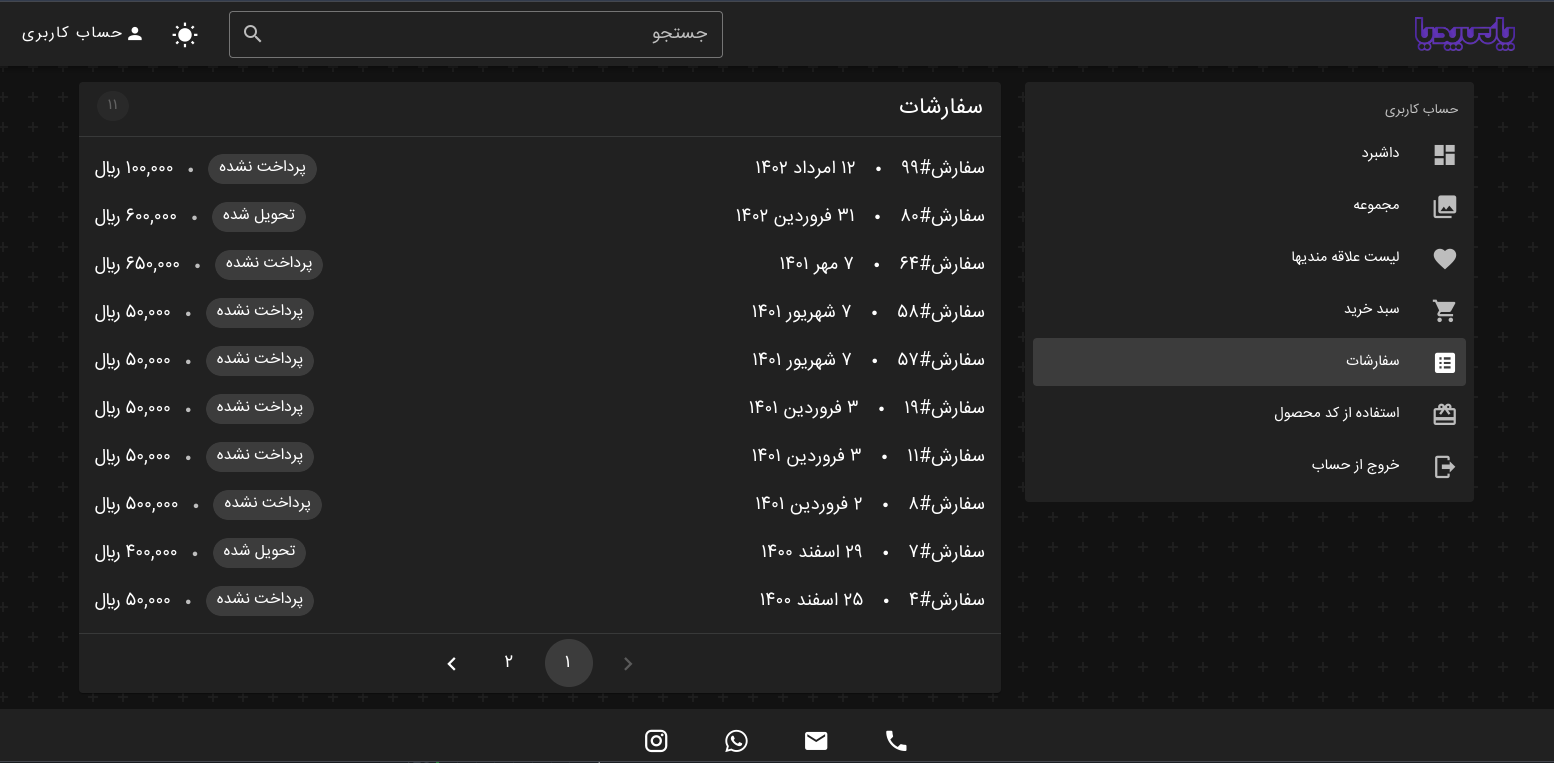 پارسیدیا
جستجو
حساب کاربری
حساب کاربری
داشبرد
مجموعه
لیست علاقه مندیها
سبد خرید
سفارشات
استفاده از کد محصول
خروج از حساب
سفارشات ۱۱
سفارش#۹۹ • ۱۲ امرداد ۱۴۰۲ پرداخت نشده • ۱۰۰,۰۰۰ ریال
سفارش#۸۰ • ۳۱ فروردین ۱۴۰۲ تحویل شده • ۶۰۰,۰۰۰ ریال
سفارش#۶۴ • ۷ مهر ۱۴۰۱ پرداخت نشده • ۶۵۰,۰۰۰ ریال
سفارش#۵۸ • ۷ شهریور ۱۴۰۱ پرداخت نشده • ۵۰,۰۰۰ ریال
سفارش#۵۷ • ۷ شهریور ۱۴۰۱ پرداخت نشده • ۵۰,۰۰۰ ریال
سفارش#۱۹ • ۳ فروردین ۱۴۰۱ پرداخت نشده • ۵۰,۰۰۰ ریال
سفارش#۱۱ • ۳ فروردین ۱۴۰۱ پرداخت نشده • ۵۰,۰۰۰ ریال
سفارش#۸ • ۲ فروردین ۱۴۰۱ پرداخت نشده • ۵۰۰,۰۰۰ ریال
سفارش#۷ • ۲۹ اسفند ۱۴۰۰ تحویل شده • ۴۰۰,۰۰۰ ریال
سفارش#۴ • ۲۵ اسفند ۱۴۰۰ پرداخت نشده • ۵۰,۰۰۰ ریال
۱ ۲